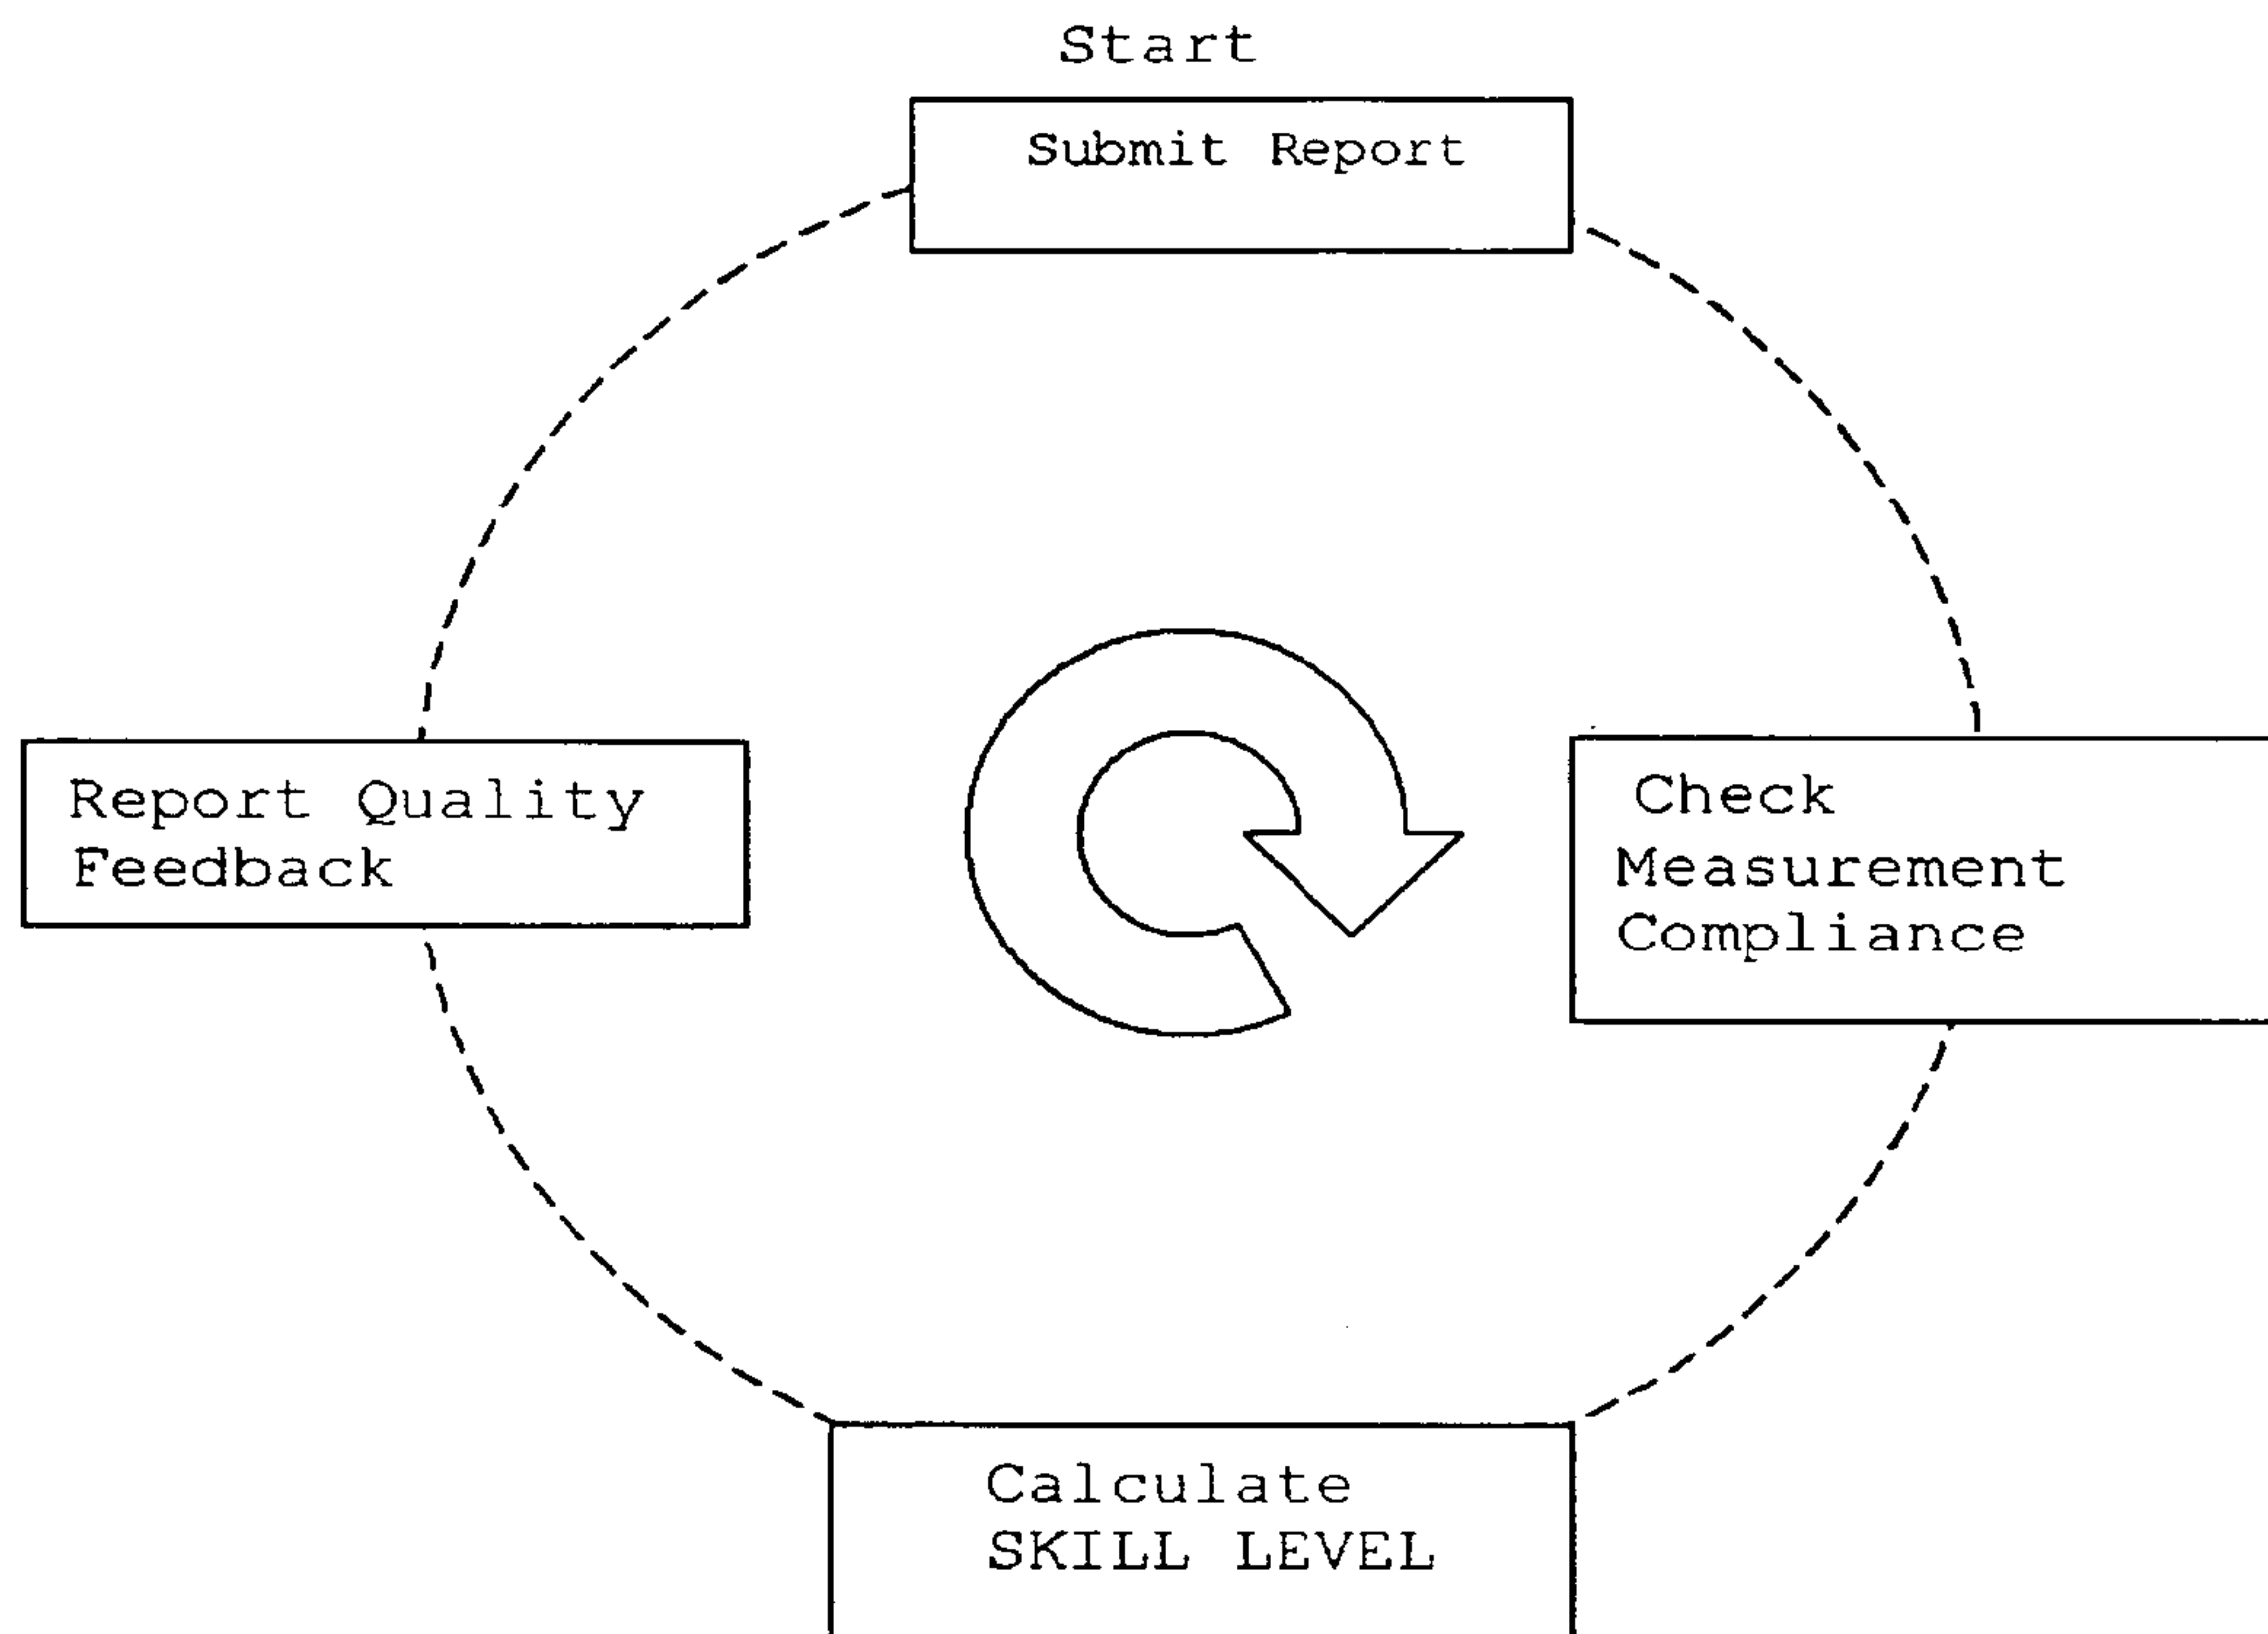 Start
Submit Report
Check
Measurement
Compliance
Calculate
SKILL LEVEL
Report Quality
Feedback